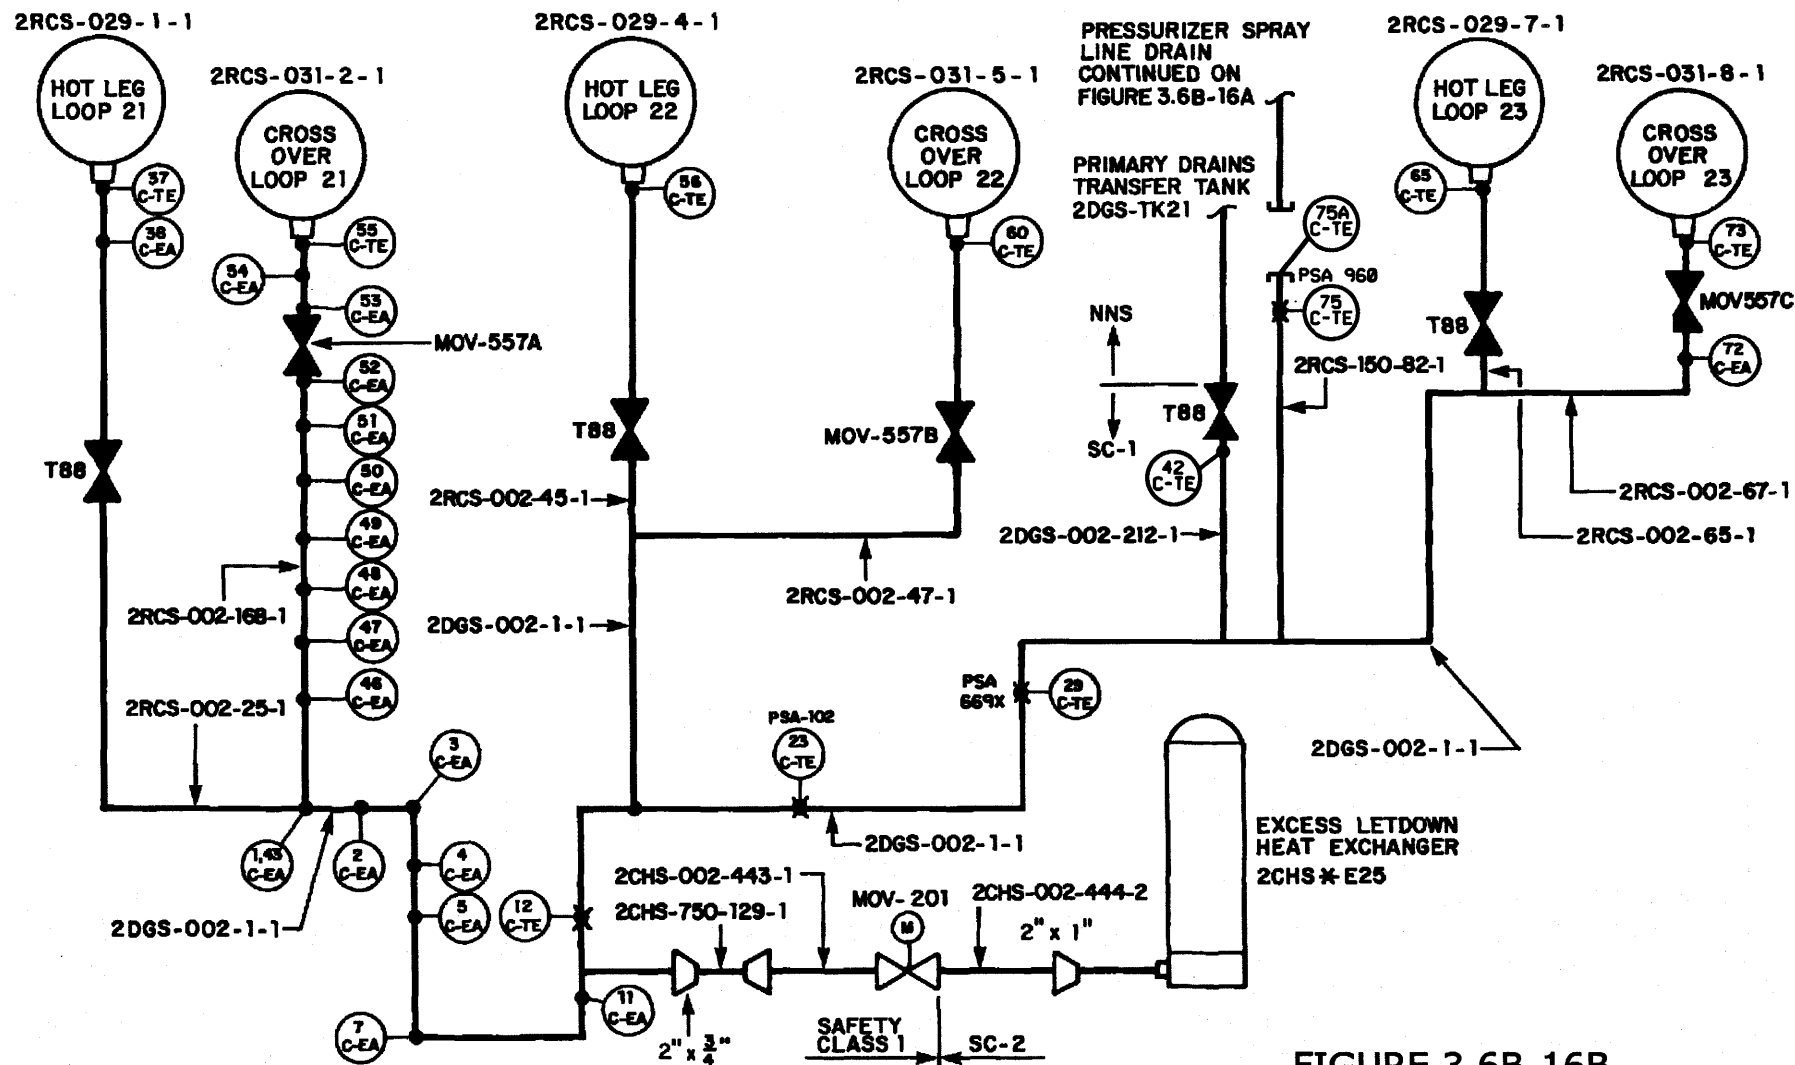 2RCS-029-1-1
HOT LEG
LOOP 21
2RCS-031-2-1
CROSS
OVER
LOOP 21
2RCS-029-4-1
HOT LEG
LOOP 22
2RCS-031-5-1
CROSS
OVER
LOOP 22
PRESSURIZER SPRAY
LINE DRAIN
CONTINUED ON
FIGURE 3.6B-16A
2RCS-029-7-1
HOT LEG
LOOP 23
2RCS-031-8-1
CROSS
OVER
LOOP 23
PRIMARY DRAINS
TRANSFER TANK
2DGS-TK21
37
C-TE
38
C-EA
55
C-TE
54
C-EA
53
C-EA
MOV-557A
52
C-EA
51
C-EA
50
C-EA
49
C-EA
48
C-EA
47
C-EA
46
C-EA
T88
2RCS-002-168-1
2RCS-002-25-1
56
C-TE
60
C-TE
T88
MOV-557B
2RCS-002-45-1
2RCS-002-47-1
2DGS-002-1-1
75A
C-TE
PSA 960
75
C-TE
NNS
SC-1
T88
42
C-TE
2RCS-150-82-1
2DGS-002-212-1
65
C-TE
73
C-TE
T88
MOV557C
72
C-EA
2RCS-002-67-1
2RCS-002-65-1
PSA
669X
29
C-TE
2DGS-002-1-1
PSA-102
23
C-TE
2DGS-002-1-1
3
C-EA
1,43
C-EA
2
C-EA
4
C-EA
5
C-EA
12
C-TE
2DGS-002-1-1
7
C-EA
11
C-EA
2CHS-002-443-1
2CHS-750-129-1
MOV-201
M
2CHS-002-444-2
2" x 1"
2" x 3/4"
SAFETY
CLASS 1
SC-2
EXCESS LETDOWN
HEAT EXCHANGER
2CHS*E25
FIGURE 3.6B-16B